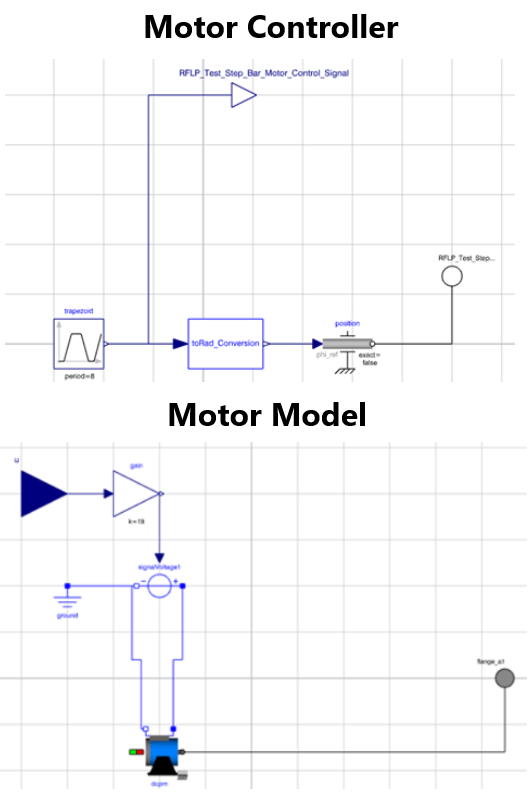 Motor Controller
RFLP_Test_Step_Bar_Motor_Control_Signal
RFLP_Test_Step...
trapezoid
position
toRad_Conversion
phi_ref
exact=
false
period=8
Motor Model
u
gain
k=19
signalVoltage1
- +
ground
flange_a1
dcpm